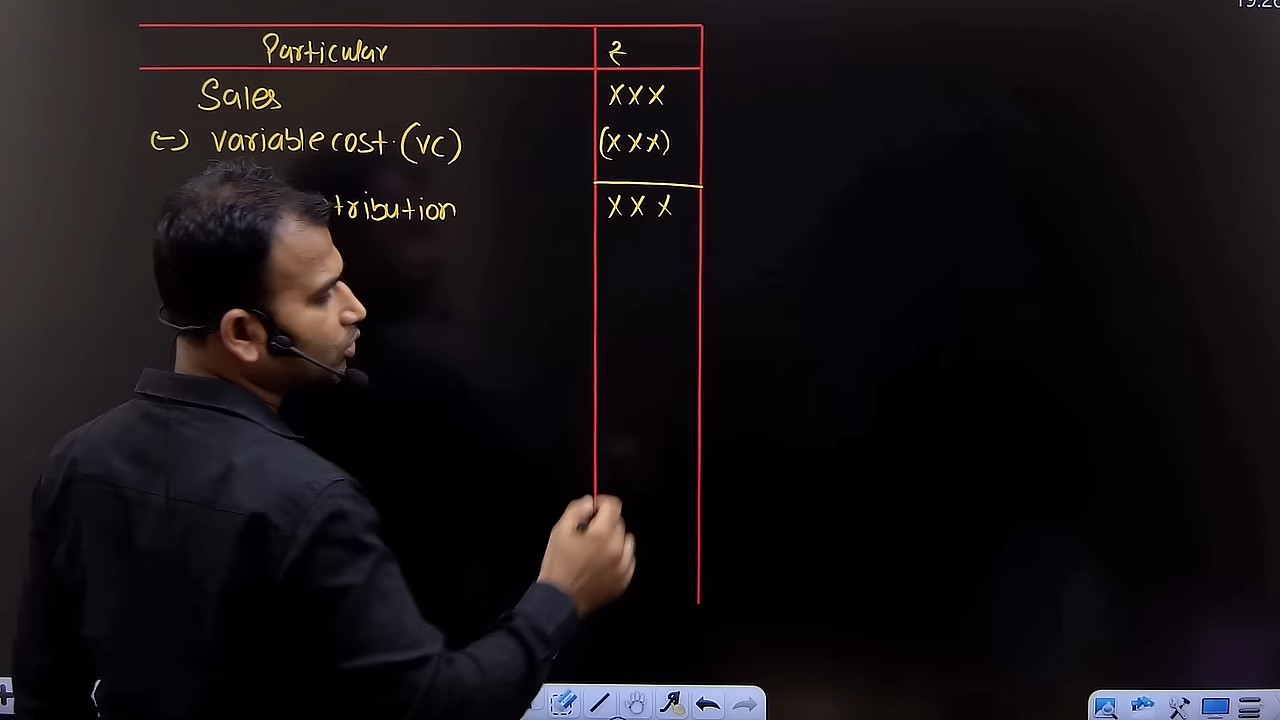 Particular ₹
Sales XXX
(-) variable cost. (VC) (XXX)
tribution XXX